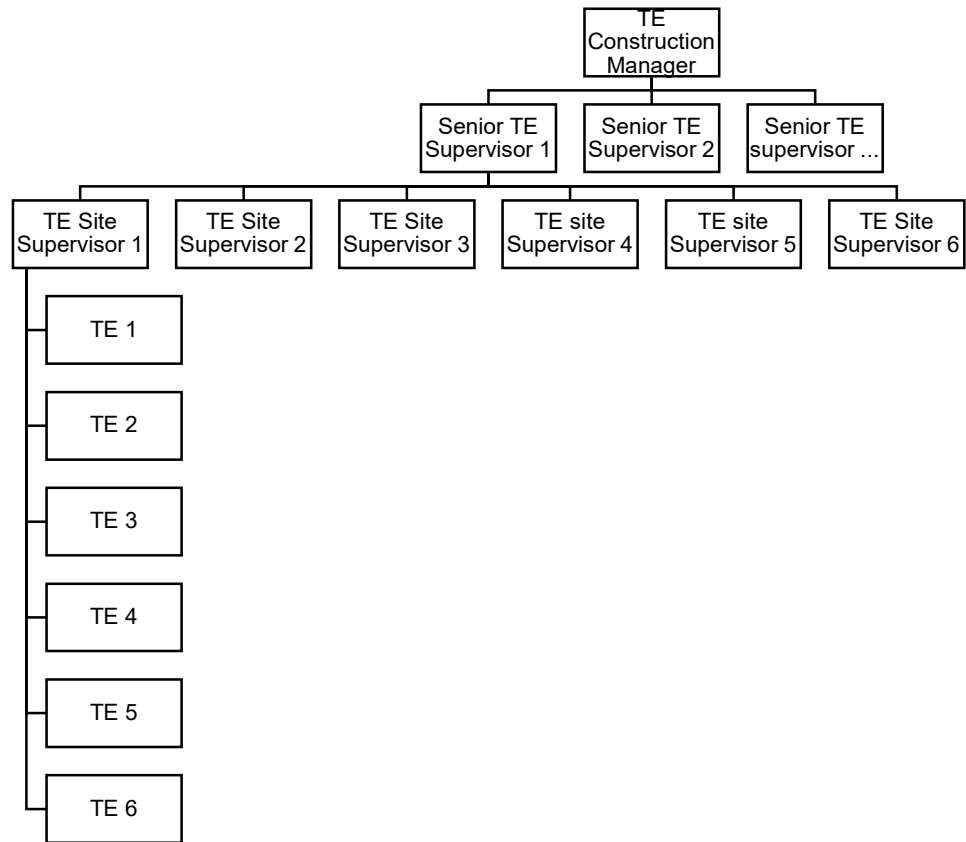 TE
Construction
Manager
Senior TE
Supervisor 1
Senior TE
Supervisor 2
Senior TE
supervisor ...
TE Site
Supervisor 1
TE Site
Supervisor 2
TE Site
Supervisor 3
TE site
Supervisor 4
TE site
Supervisor 5
TE Site
Supervisor 6
TE 1
TE 2
TE 3
TE 4
TE 5
TE 6